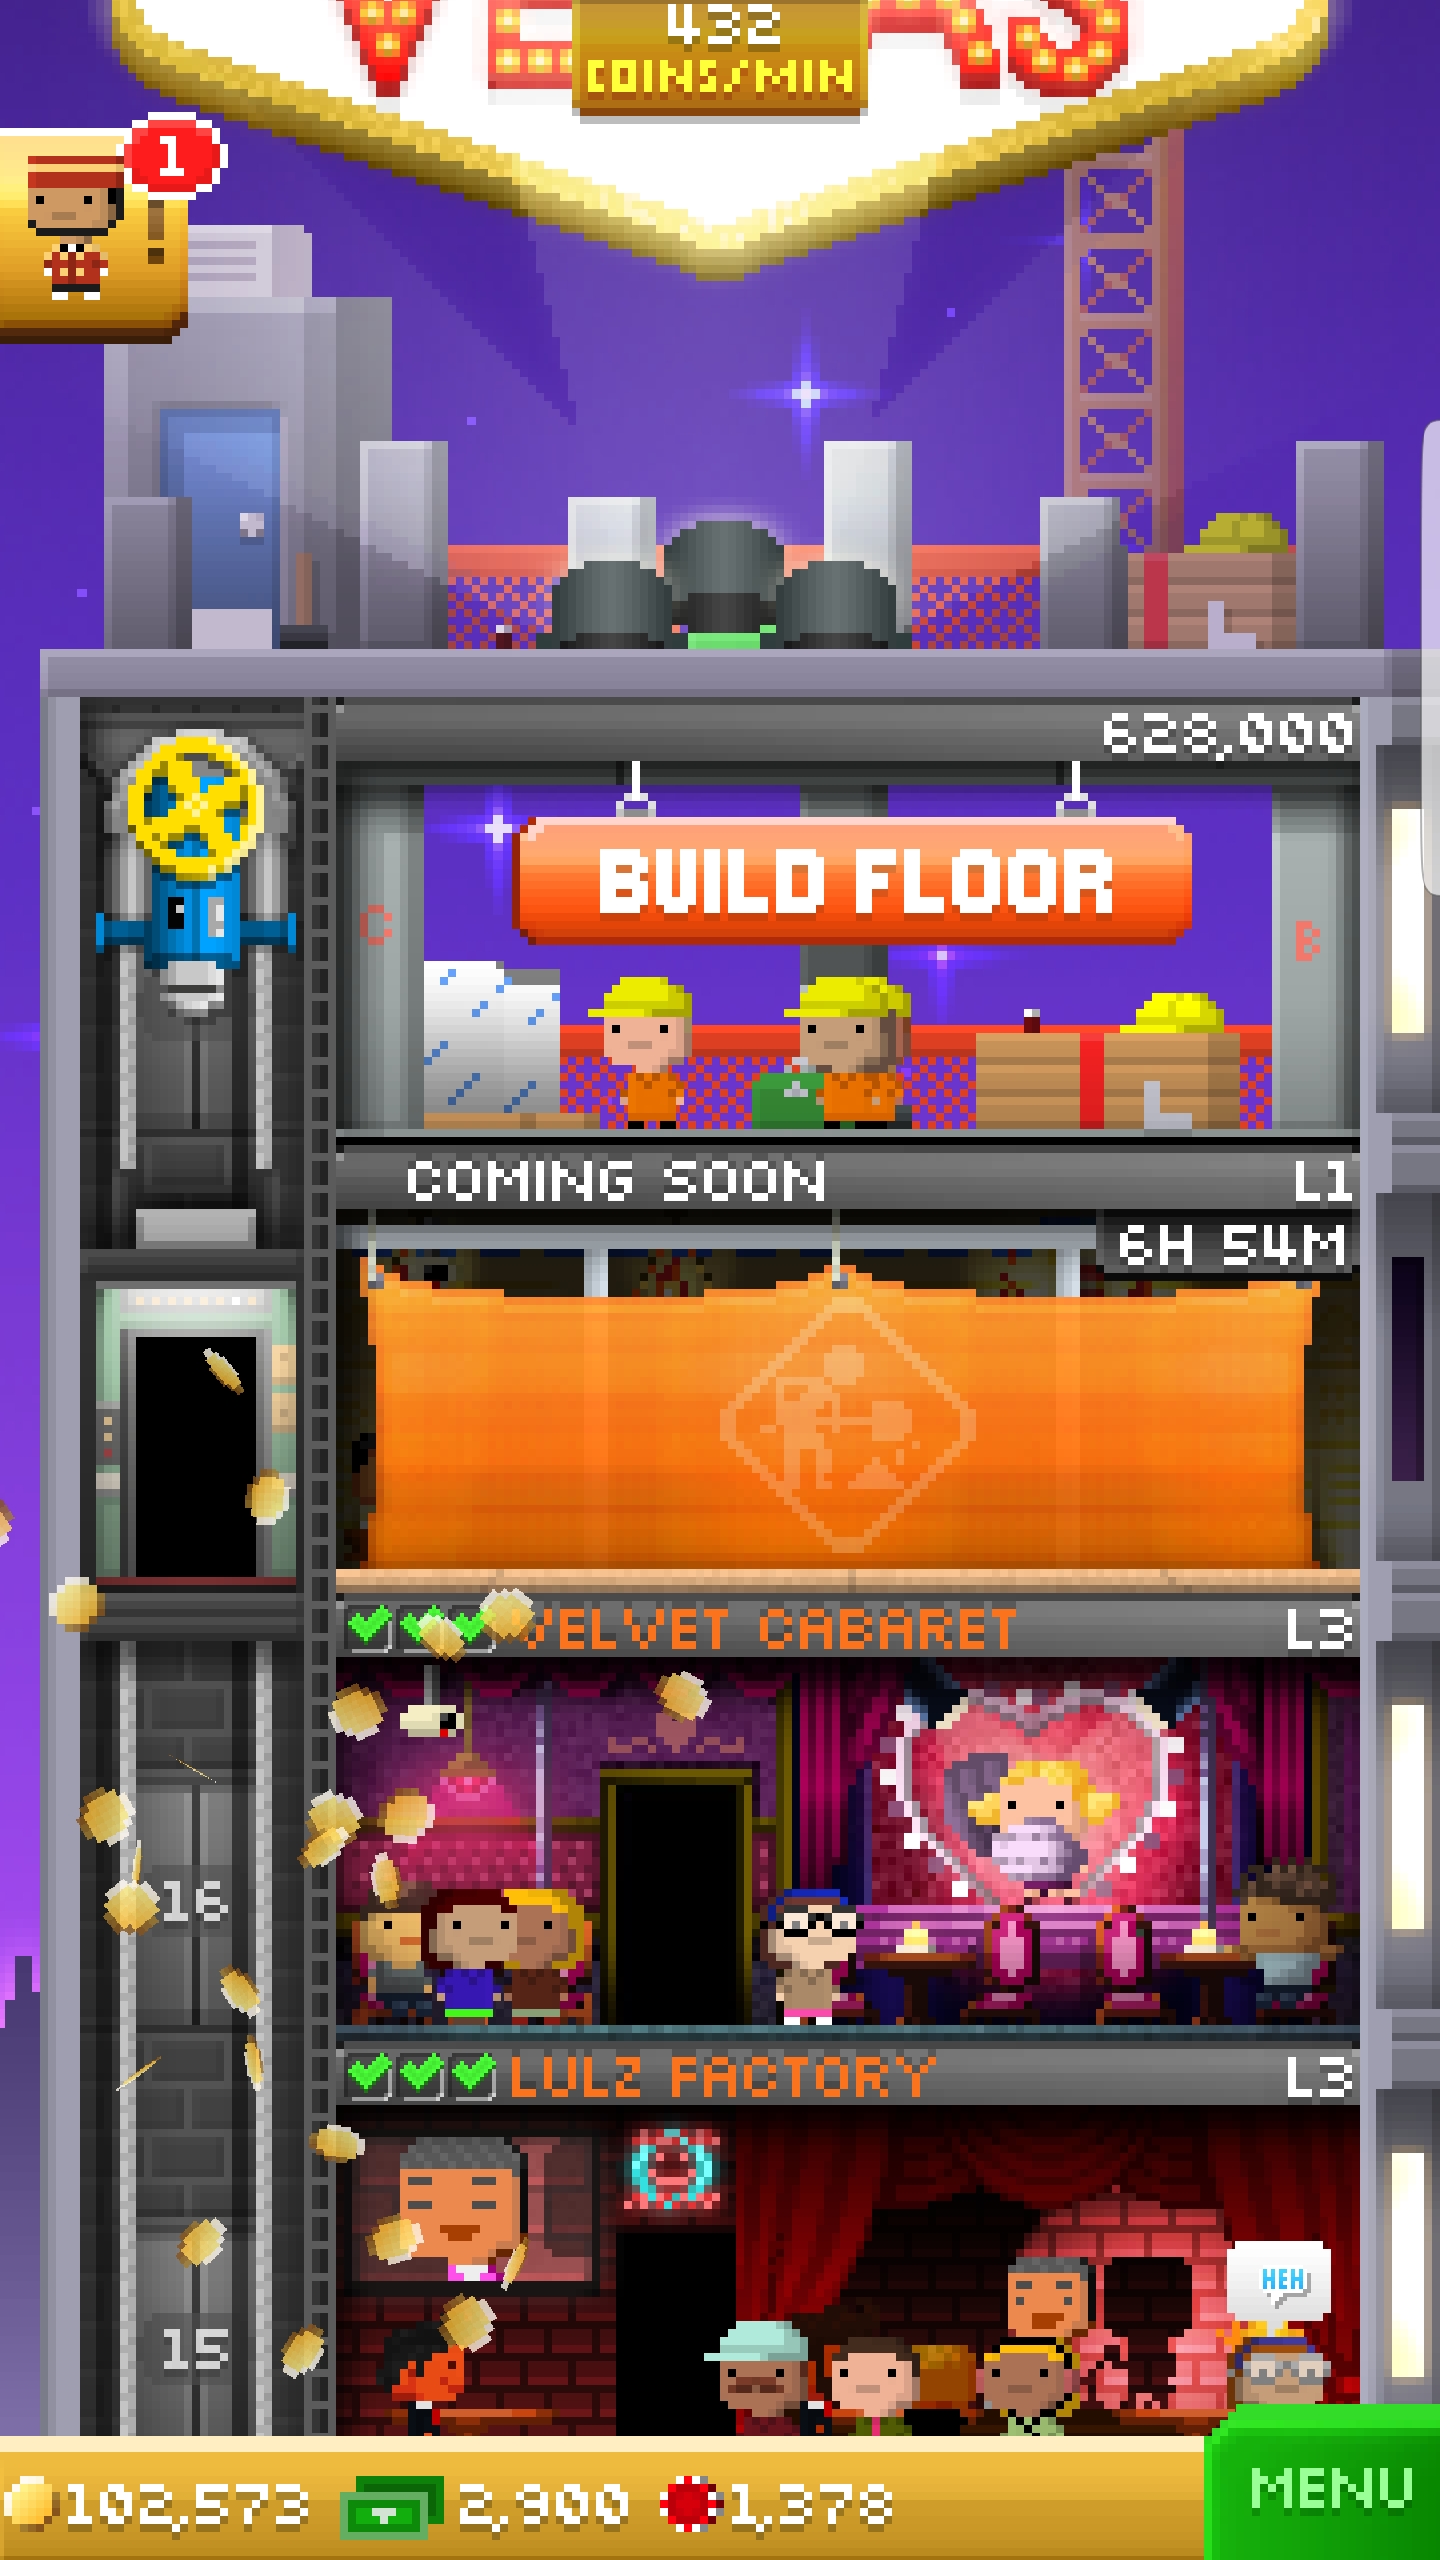 432
COINS/MIN
1
628,000
BUILD FLOOR
C
B
COMING SOON L1
6H 54M
VELVET CABARET L3
16
LULZ FACTORY L3
HEH
15
102,573 2,900 1,378 MENU